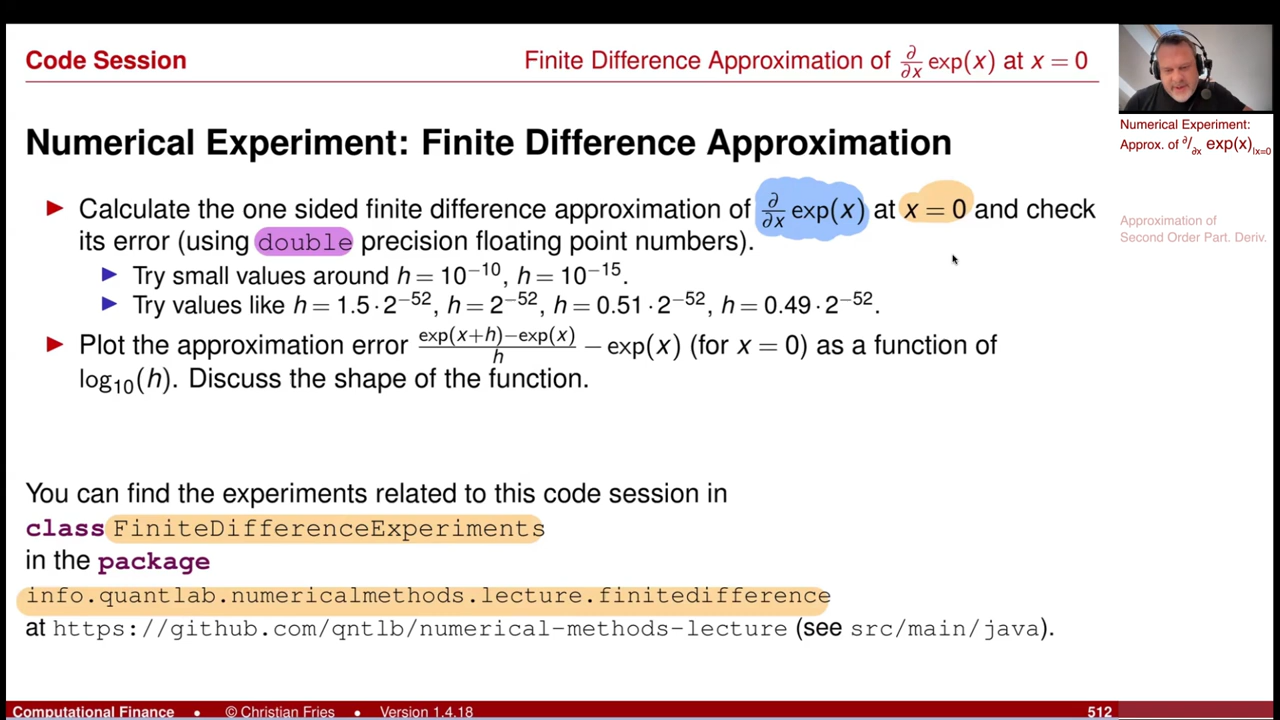 Code Session
Finite Difference Approximation of ∂/∂x exp(x) at x = 0
Numerical Experiment: Finite Difference Approximation
► Calculate the one sided finite difference approximation of ∂/∂x exp(x) at x = 0 and check
its error (using double precision floating point numbers).
► Try small values around h = 10⁻¹⁰, h = 10⁻¹⁵.
► Try values like h = 1.5 · 2⁻⁵², h = 2⁻⁵², h = 0.51 · 2⁻⁵², h = 0.49 · 2⁻⁵².
► Plot the approximation error (exp(x+h)−exp(x))/h − exp(x) (for x = 0) as a function of
log₁₀(h). Discuss the shape of the function.
You can find the experiments related to this code session in
class FiniteDifferenceExperiments
in the package
info.quantlab.numericalmethods.lecture.finitedifference
at https://github.com/qntlb/numerical-methods-lecture (see src/main/java).
Numerical Experiment:
Approx. of ∂/∂x exp(x)|x=0
Approximation of
Second Order Part. Deriv.
Computational Finance • © Christian Fries • Version 1.4.18
512